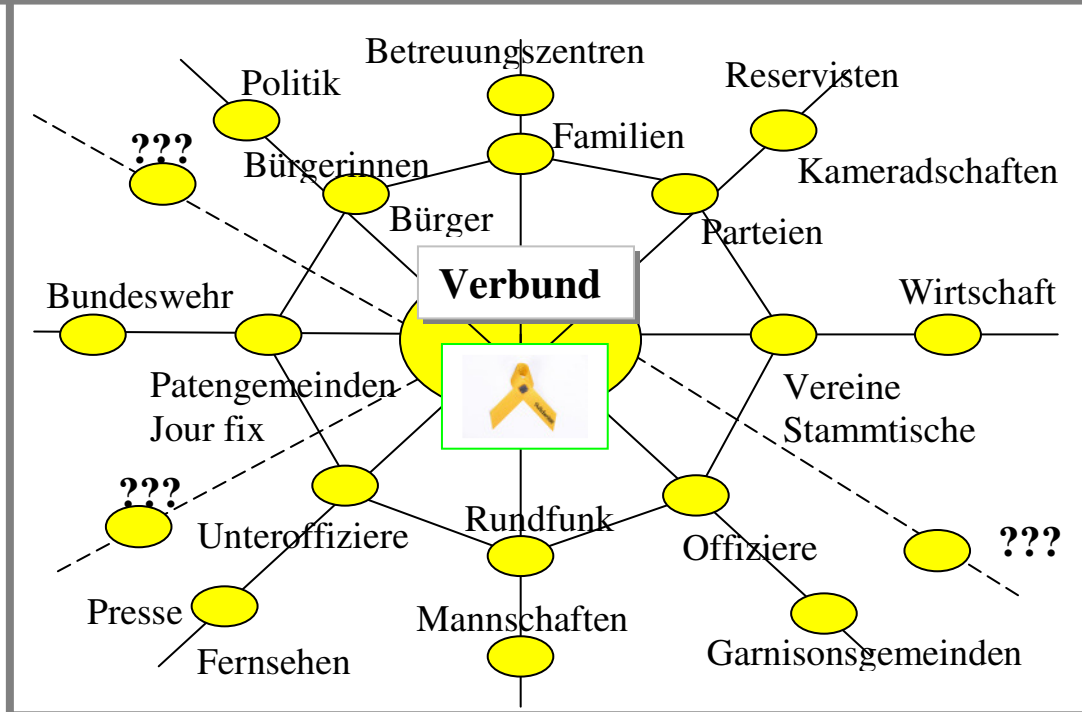 Betreuungszentren
Politik
Reservisten
???
Familien
Bürgerinnen
Kameradschaften
Bürger
Parteien
Verbund
Bundeswehr
Wirtschaft
Patengemeinden
Jour fix
Vereine
Stammtische
???
Rundfunk
Unteroffiziere
Offiziere
???
Presse
Mannschaften
Fernsehen
Garnisonsgemeinden